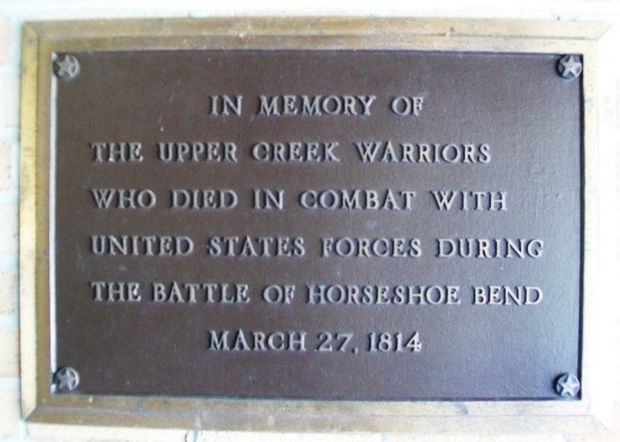 IN MEMORY OF
THE UPPER CREEK WARRIORS
WHO DIED IN COMBAT WITH
UNITED STATES FORCES DURING
THE BATTLE OF HORSESHOE BEND
MARCH 27, 1814